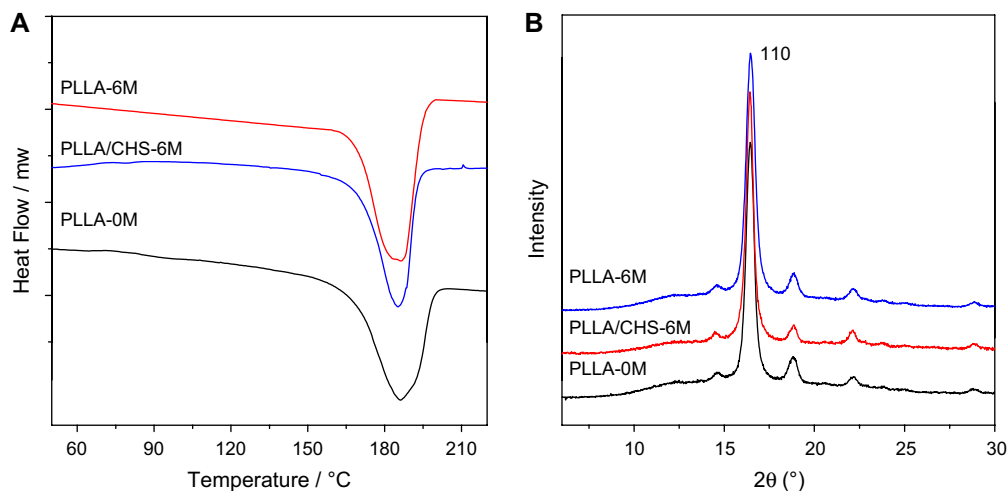 A
PLLA-6M
PLLA/CHS-6M
PLLA-0M
Heat Flow / mw
60 90 120 150 180 210
Temperature / °C
B
110
PLLA-6M
PLLA/CHS-6M
PLLA-0M
Intensity
10 15 20 25 30
2θ (°)